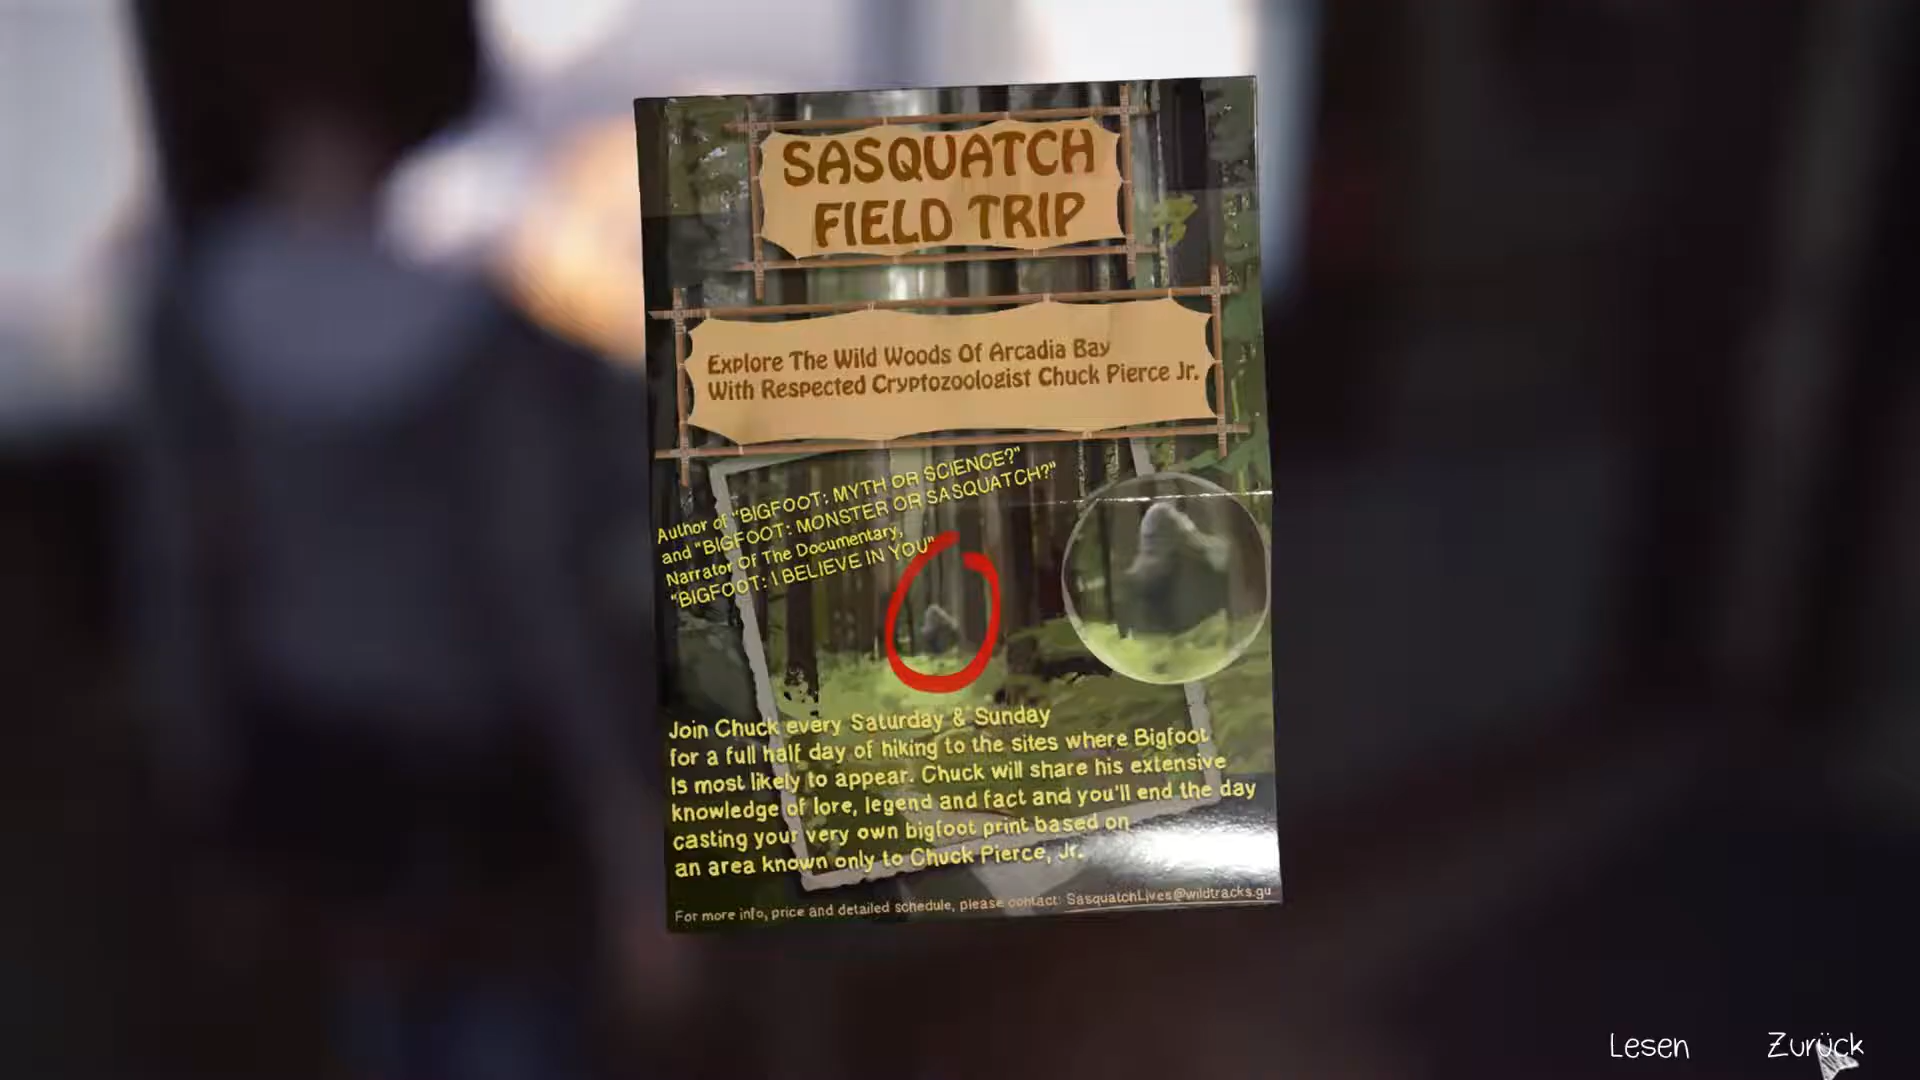 SASQUATCH
FIELD TRIP
Explore The Wild Woods Of Arcadia Bay
With Respected Cryptozoologist Chuck Pierce Jr.
Author of "BIGFOOT: MYTH OR SCIENCE?"
and "BIGFOOT: MONSTER OR SASQUATCH?"
Narrator Of The Documentary,
"BIGFOOT: I BELIEVE IN YOU"
Join Chuck every Saturday & Sunday
for a full half day of hiking to the sites where Bigfoot
Is most likely to appear. Chuck will share his extensive
knowledge of lore, legend and fact and you'll end the day
casting your very own bigfoot print based on
an area known only to Chuck Pierce, Jr.
For more info, price and detailed schedule, please contact: SasquatchLives@wildtracks.gu
Lesen
Zurück